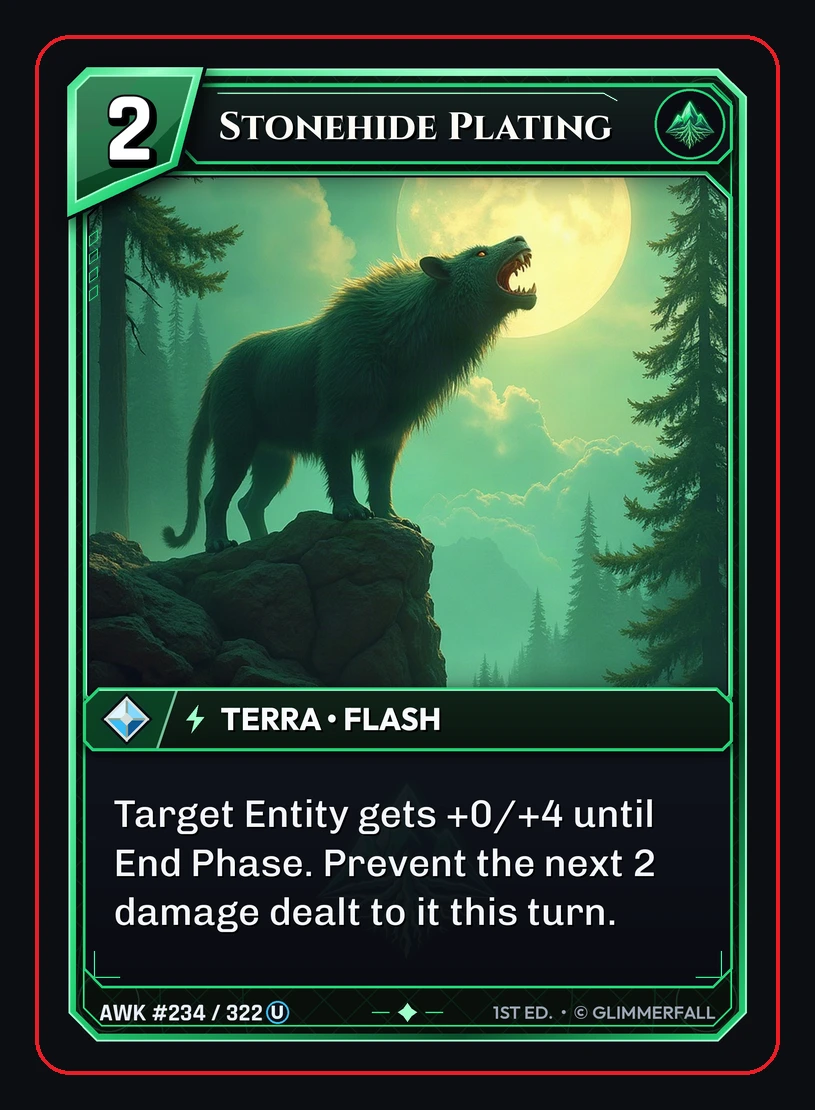 2
Stonehide Plating
TERRA • FLASH
Target Entity gets +0/+4 until
End Phase. Prevent the next 2
damage dealt to it this turn.
AWK #234 / 322 U
1ST ED. • © GLIMMERFALL